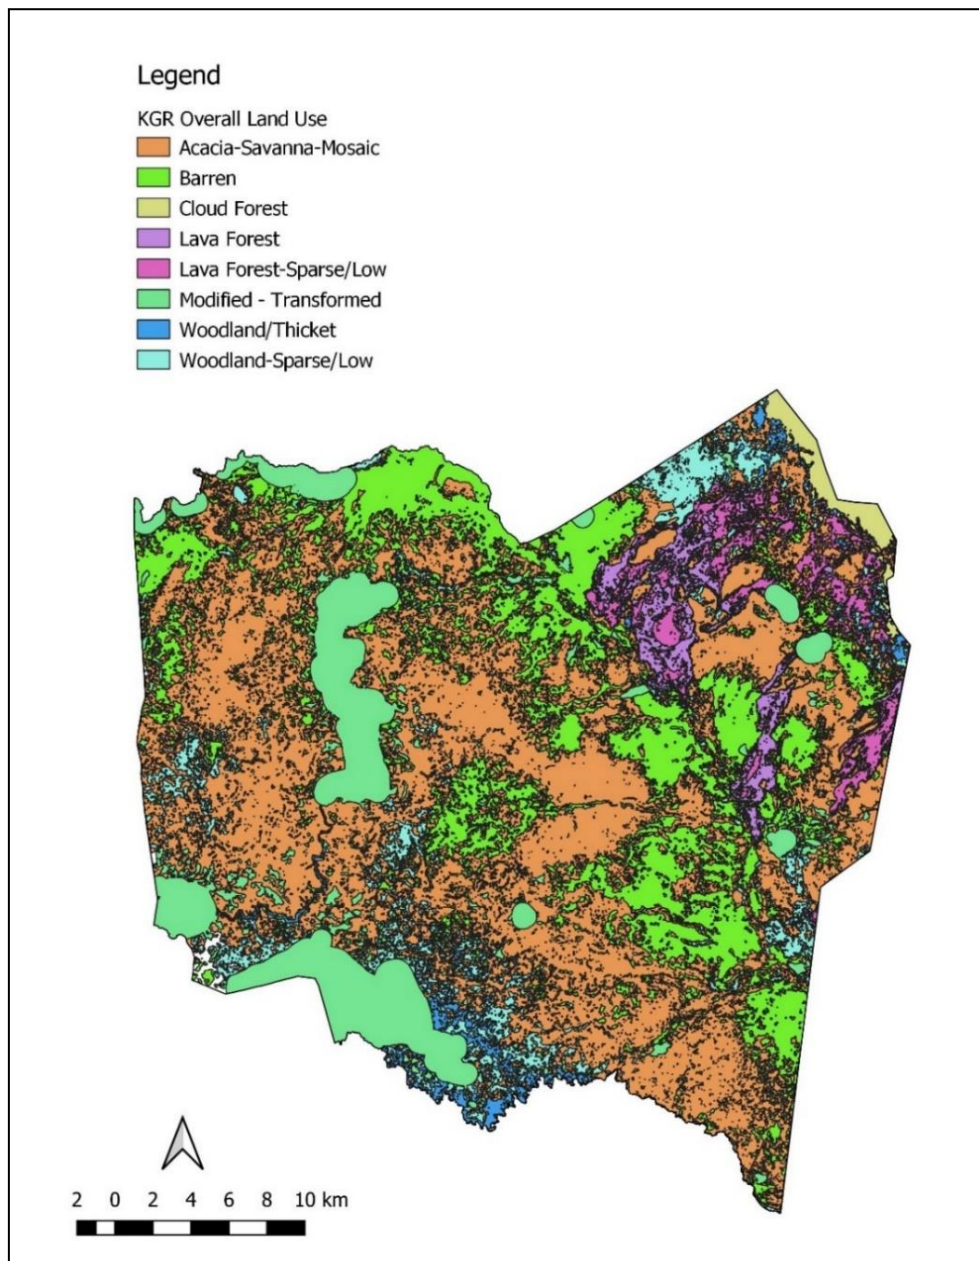 Legend
KGR Overall Land Use
Acacia-Savanna-Mosaic
Barren
Cloud Forest
Lava Forest
Lava Forest-Sparse/Low
Modified - Transformed
Woodland/Thicket
Woodland-Sparse/Low
2 0 2 4 6 8 10 km